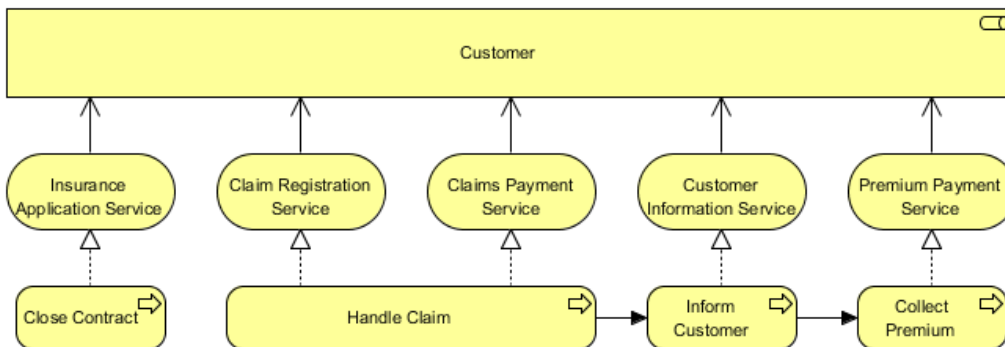 Customer
Insurance
Application Service
Claim Registration
Service
Claims Payment
Service
Customer
Information Service
Premium Payment
Service
Close Contract
Handle Claim
Inform
Customer
Collect
Premium